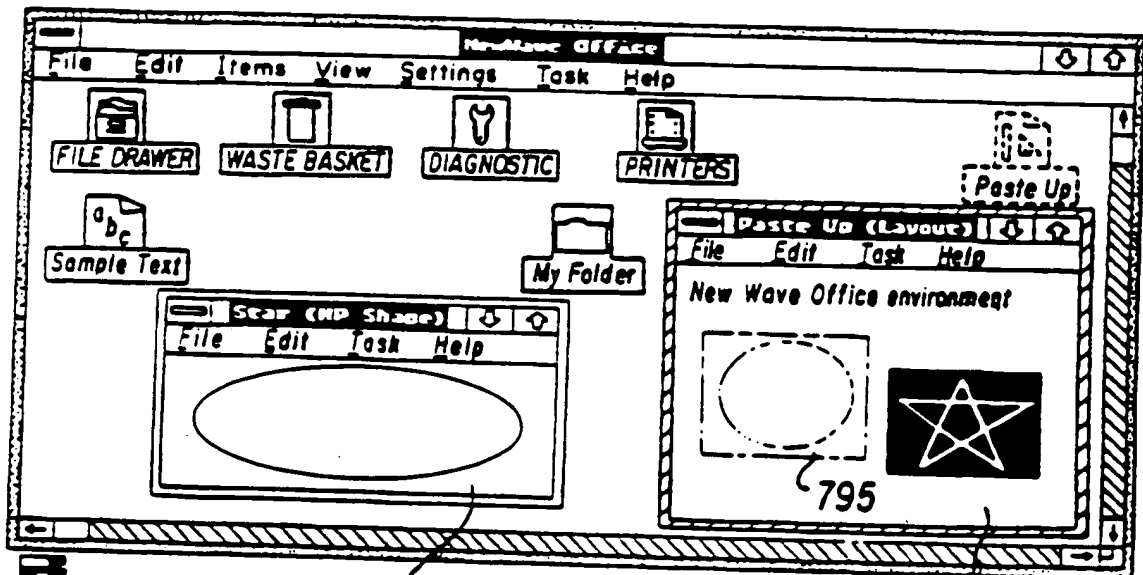 NewWave Office
File Edit Items View Settings Task Help
FILE DRAWER WASTE BASKET DIAGNOSTIC PRINTERS
Paste Up
abc
Sample Text
My Folder
Paste Up (Layout)
File Edit Task Help
New Wave Office environment
Star (HP Shape)
File Edit Task Help
795